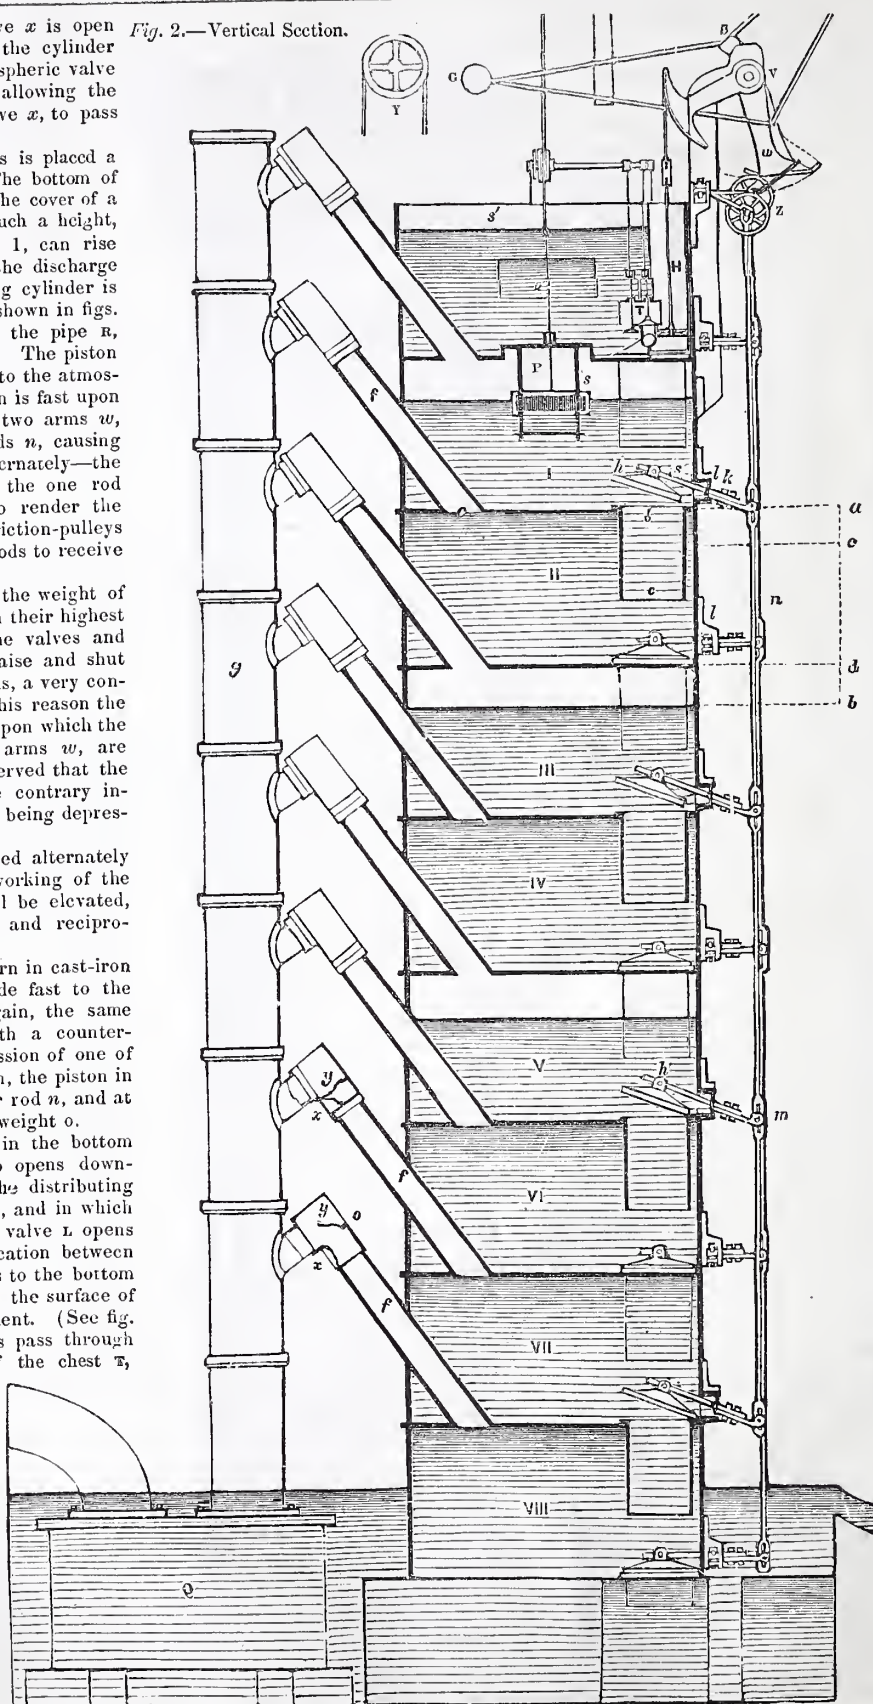 e x is open
the cylinder
spheric valve
allowing the
ve x, to pass
s is placed a
The bottom of
he cover of a
uch a height,
1, can rise
he discharge
g cylinder is
shown in figs.
the pipe R,
The piston
to the atmos-
n is fast upon
two arms w,
ds n, causing
ernately—the
the one rod
o render the
iction-pulleys
ods to receive
the weight of
n their highest
ne valves and
aise and shut
s, a very con-
his reason the
pon which the
arms w, are
erved that the
e contrary in-
being depres-
ed alternately
working of the
l be elevated,
and recipro-
rn in cast-iron
de fast to the
gain, the same
th a counter-
ssion of one of
n, the piston in
r rod n, and at
weight o.
in the bottom
o opens down-
he distributing
, and in which
valve L opens
cation between
s to the bottom
the surface of
ent. (See fig.
s pass through
f the chest T,
Fig. 2.—Vertical Section.
B
G
V
Y
w
Z
s'
H
T
P
s
f
I
h
s
l
k
a
c
II
c
n
l
g
d
b
III
IV
V
h
m
y
x
f
VI
y
o
x
f
VII
VIII
Q